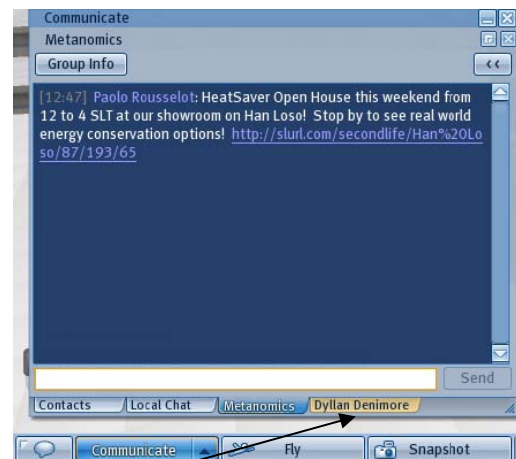 Communicate
Metanomics
Group Info <<
[12:47] Paolo Rousselot: HeatSaver Open House this weekend from
12 to 4 SLT at our showroom on Han Loso! Stop by to see real world
energy conservation options! http://slurl.com/secondlife/Han%20Lo
so/87/193/65
Send
Contacts Local Chat Metanomics Dyllan Denimore
Communicate Fly Snapshot